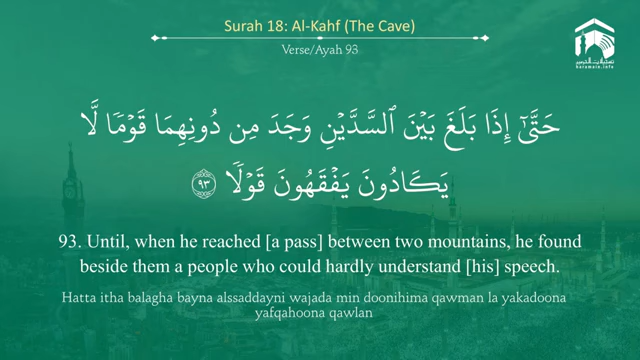 Surah 18: Al-Kahf (The Cave)
Verse/Ayah 93
haramain.info
حَتَّىٰٓ إِذَا بَلَغَ بَيْنَ ٱلسَّدَّيْنِ وَجَدَ مِن دُونِهِمَا قَوْمًا لَّا
يَكَادُونَ يَفْقَهُونَ قَوْلًا ٩٣
93. Until, when he reached [a pass] between two mountains, he found
beside them a people who could hardly understand [his] speech.
Hatta itha balagha bayna alssaddayni wajada min doonihima qawman la yakadoona
yafqahoona qawlan